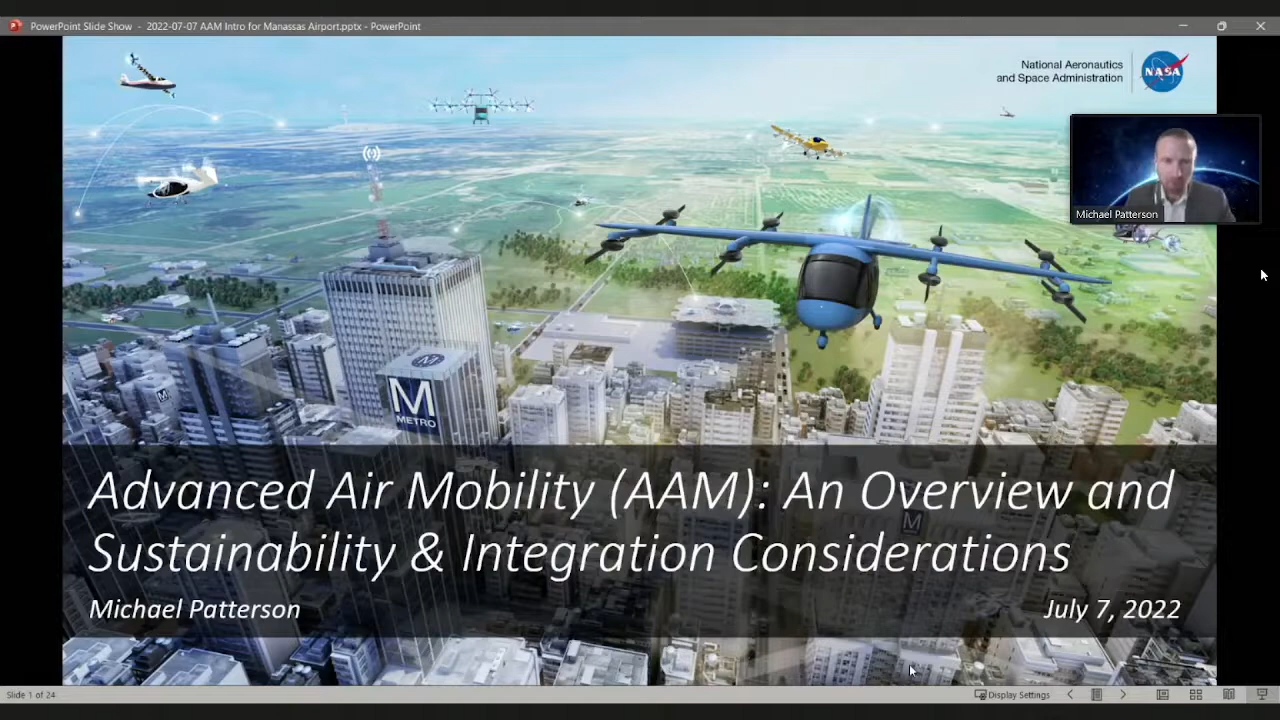 PowerPoint Slide Show - 2022-07-07 AAM Intro for Manassas Airport.pptx - PowerPoint
National Aeronautics
and Space Administration
NASA
Michael Patterson
M
METRO
M
M
M
Advanced Air Mobility (AAM): An Overview and
Sustainability & Integration Considerations
Michael Patterson
July 7, 2022
Slide 1 of 24
Display Settings